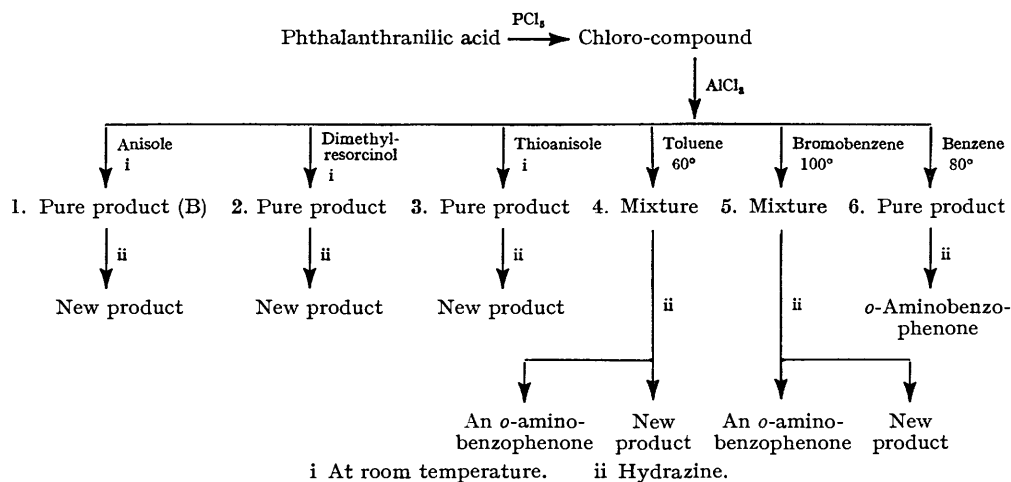 Phthalanthranilic acid PCl₅ Chloro-compound
AlCl₃
Anisole
i
Dimethyl-
resorcinol
i
Thioanisole
i
Toluene
60°
Bromobenzene
100°
Benzene
80°
1. Pure product (B) 2. Pure product 3. Pure product 4. Mixture 5. Mixture 6. Pure product
ii ii ii ii ii ii
New product New product New product o-Aminobenzo-
phenone
An o-amino-
benzophenone
New
product
An o-amino-
benzophenone
New
product
i At room temperature. ii Hydrazine.